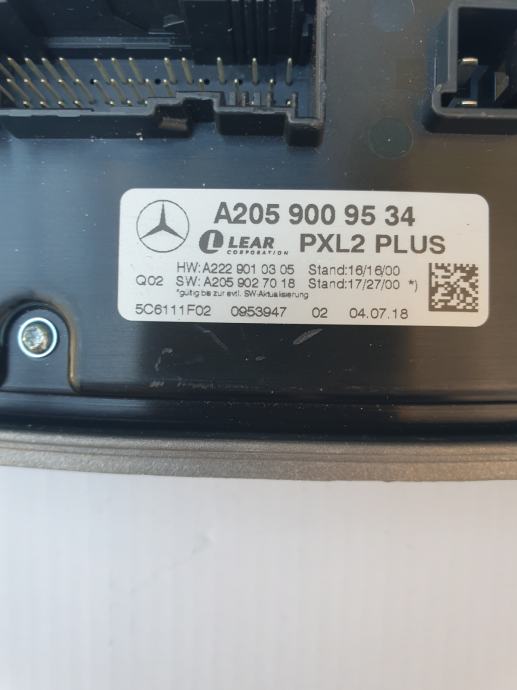 A205 900 95 34
LEAR PXL2 PLUS
CORPORATION
HW:A222 901 03 05 Stand:16/16/00
Q02 SW:A205 902 70 18 Stand:17/27/00 *)
*gültig bis zur evtl. SW-Aktualisierung
5C6111F02 0953947 02 04.07.18